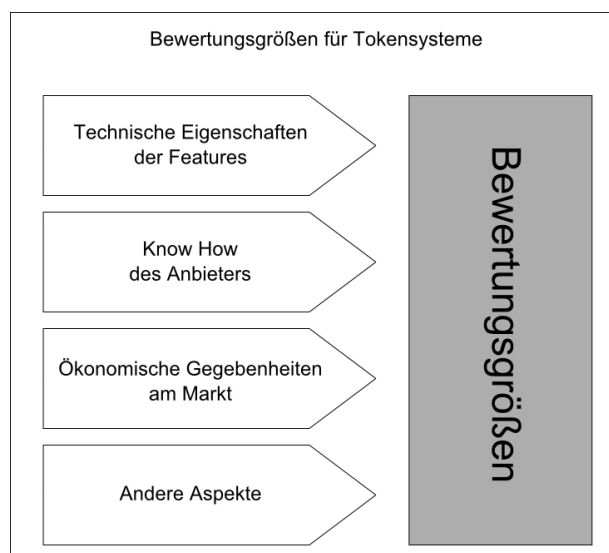 Bewertungsgrößen für Tokensysteme
Technische Eigenschaften
der Features
Know How
des Anbieters
Ökonomische Gegebenheiten
am Markt
Andere Aspekte
Bewertungsgrößen